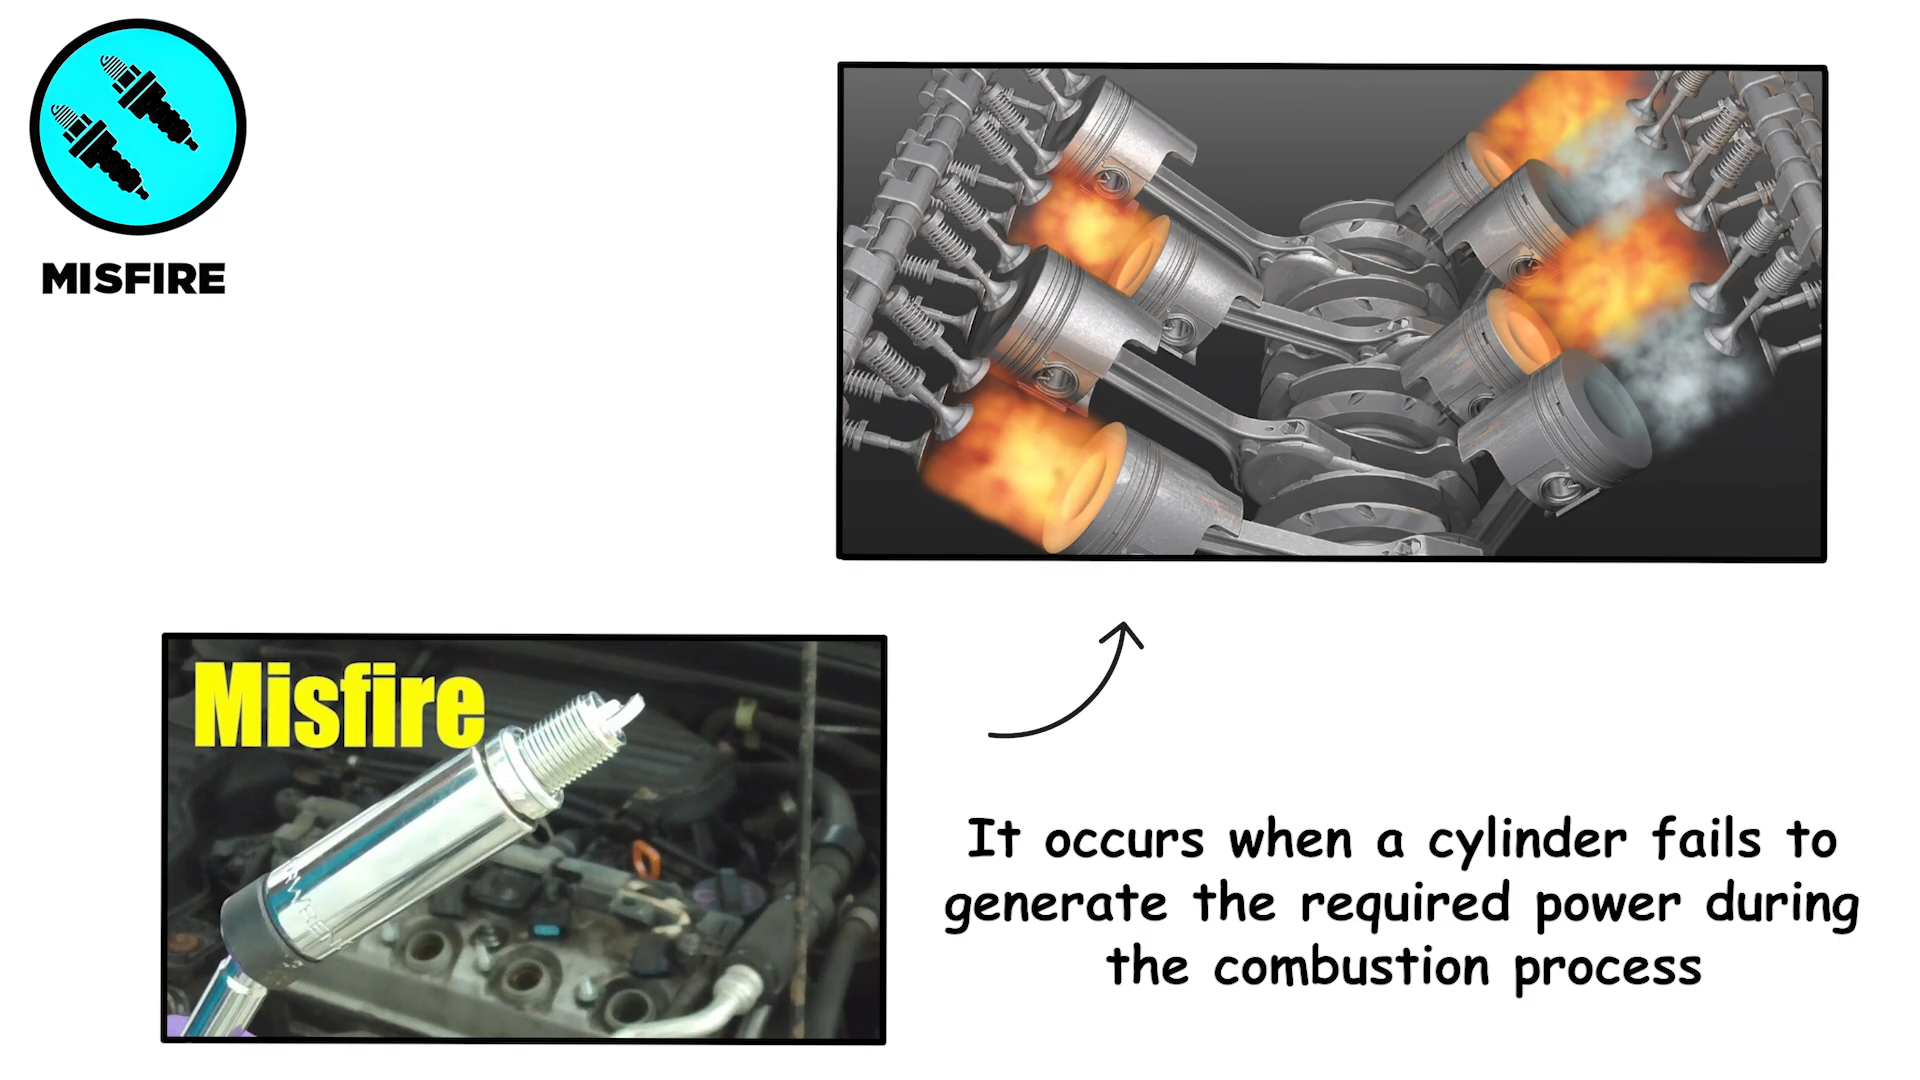 MISFIRE
Misfire
It occurs when a cylinder fails to
generate the required power during
the combustion process